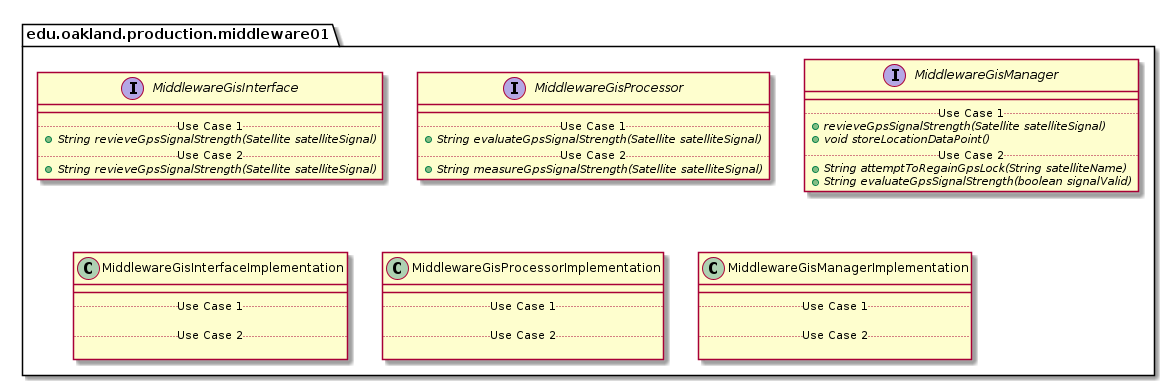 edu.oakland.production.middleware01
I MiddlewareGisInterface
Use Case 1
String revieveGpsSignalStrength(Satellite satelliteSignal)
Use Case 2
String revieveGpsSignalStrength(Satellite satelliteSignal)
I MiddlewareGisProcessor
Use Case 1
String evaluateGpsSignalStrength(Satellite satelliteSignal)
Use Case 2
String measureGpsSignalStrength(Satellite satelliteSignal)
I MiddlewareGisManager
Use Case 1
revieveGpsSignalStrength(Satellite satelliteSignal)
void storeLocationDataPoint()
Use Case 2
String attemptToRegainGpsLock(String satelliteName)
String evaluateGpsSignalStrength(boolean signalValid)
C MiddlewareGisInterfaceImplementation
Use Case 1
Use Case 2
C MiddlewareGisProcessorImplementation
Use Case 1
Use Case 2
C MiddlewareGisManagerImplementation
Use Case 1
Use Case 2